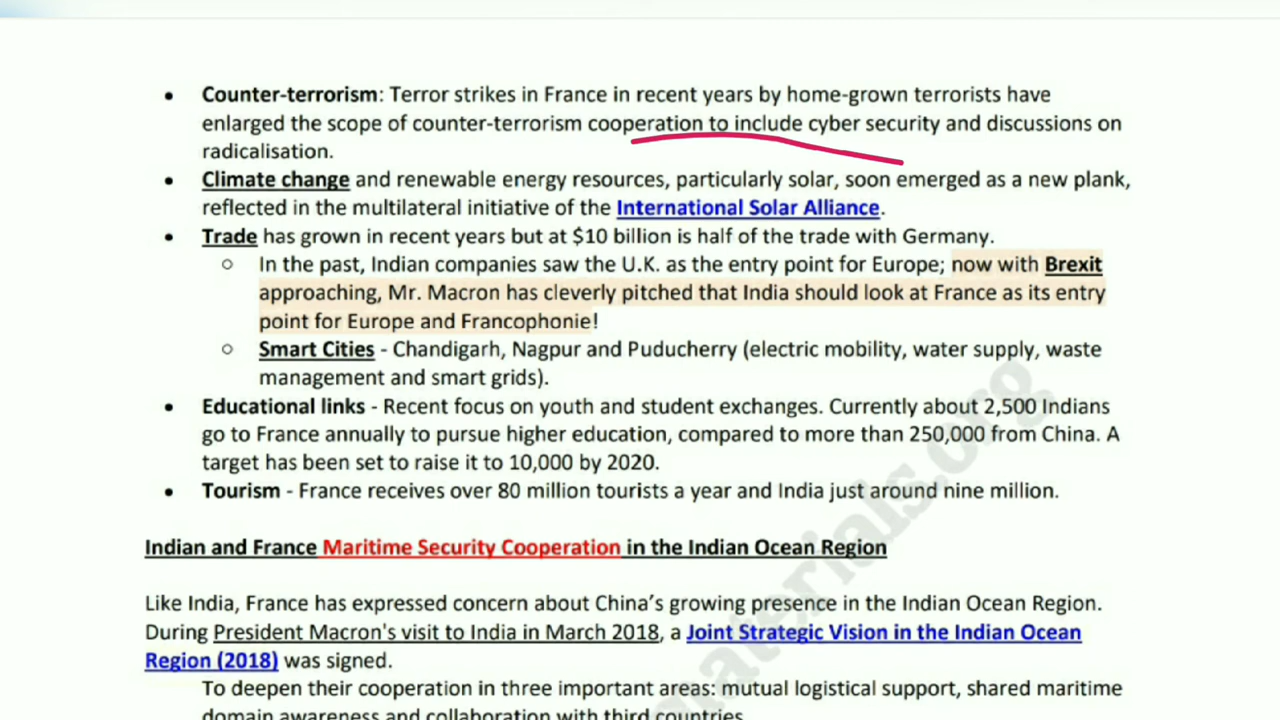 • Counter-terrorism: Terror strikes in France in recent years by home-grown terrorists have
enlarged the scope of counter-terrorism cooperation to include cyber security and discussions on
radicalisation.
• Climate change and renewable energy resources, particularly solar, soon emerged as a new plank,
reflected in the multilateral initiative of the International Solar Alliance.
• Trade has grown in recent years but at $10 billion is half of the trade with Germany.
o In the past, Indian companies saw the U.K. as the entry point for Europe; now with Brexit
approaching, Mr. Macron has cleverly pitched that India should look at France as its entry
point for Europe and Francophonie!
o Smart Cities - Chandigarh, Nagpur and Puducherry (electric mobility, water supply, waste
management and smart grids).
• Educational links - Recent focus on youth and student exchanges. Currently about 2,500 Indians
go to France annually to pursue higher education, compared to more than 250,000 from China. A
target has been set to raise it to 10,000 by 2020.
• Tourism - France receives over 80 million tourists a year and India just around nine million.
Indian and France Maritime Security Cooperation in the Indian Ocean Region
Like India, France has expressed concern about China's growing presence in the Indian Ocean Region.
During President Macron's visit to India in March 2018, a Joint Strategic Vision in the Indian Ocean
Region (2018) was signed.
To deepen their cooperation in three important areas: mutual logistical support, shared maritime
domain awareness and collaboration with third countries.
materials.org